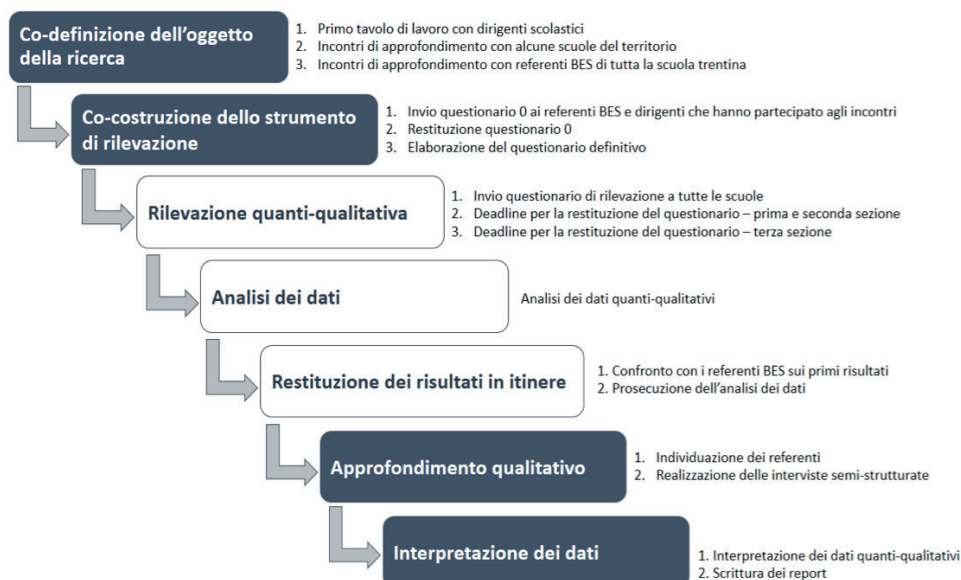 Co-definizione dell’oggetto
della ricerca
1. Primo tavolo di lavoro con dirigenti scolastici
2. Incontri di approfondimento con alcune scuole del territorio
3. Incontri di approfondimento con referenti BES di tutta la scuola trentina
Co-costruzione dello strumento
di rilevazione
1. Invio questionario 0 ai referenti BES e dirigenti che hanno partecipato agli incontri
2. Restituzione questionario 0
3. Elaborazione del questionario definitivo
Rilevazione quanti-qualitativa
1. Invio questionario di rilevazione a tutte le scuole
2. Deadline per la restituzione del questionario – prima e seconda sezione
3. Deadline per la restituzione del questionario – terza sezione
Analisi dei dati
Analisi dei dati quanti-qualitativi
Restituzione dei risultati in itinere
1. Confronto con i referenti BES sui primi risultati
2. Prosecuzione dell’analisi dei dati
Approfondimento qualitativo
1. Individuazione dei referenti
2. Realizzazione delle interviste semi-strutturate
Interpretazione dei dati
1. Interpretazione dei dati quanti-qualitativi
2. Scrittura dei report